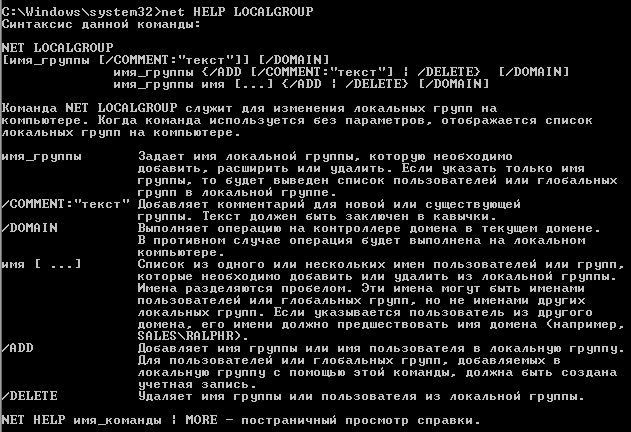 C:\Windows\system32>net HELP LOCALGROUP
Синтаксис данной команды:
NET LOCALGROUP
[имя_группы [/COMMENT:"текст"]] [/DOMAIN]
имя_группы {/ADD [/COMMENT:"текст"] | /DELETE} [/DOMAIN]
имя_группы имя [...] {/ADD | /DELETE} [/DOMAIN]
Команда NET LOCALGROUP служит для изменения локальных групп на
компьютере. Когда команда используется без параметров, отображается список
локальных групп на компьютере.
имя_группы Задает имя локальной группы, которую необходимо
добавить, расширить или удалить. Если указать только имя
группы, то будет выведен список пользователей или глобальных
групп в локальной группе.
/COMMENT:"текст" Добавляет комментарий для новой или существующей
группы. Текст должен быть заключен в кавычки.
/DOMAIN Выполняет операцию на контроллере домена в текущем домене.
В противном случае операция будет выполнена на локальном
компьютере.
имя [ ...] Список из одного или нескольких имен пользователей или групп,
которые необходимо добавить или удалить из локальной группы.
Имена разделяются пробелом. Эти имена могут быть именами
пользователей или глобальных групп, но не именами других
локальных групп. Если указывается пользователь из другого
домена, его имени должно предшествовать имя домена (например,
SALES\RALPHR).
/ADD Добавляет имя группы или имя пользователя в локальную группу.
Для пользователей или глобальных групп, добавляемых в
локальную группу с помощью этой команды, должна быть создана
учетная запись.
/DELETE Удаляет имя группы или пользователя из локальной группы.
NET HELP имя_команды | MORE — постраничный просмотр справки.